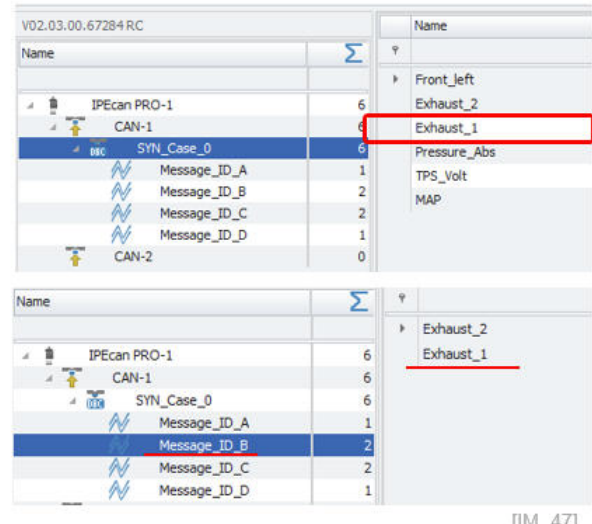 V02.03.00.67284 RC
Name Σ Name
IPEcan PRO-1 6 Front_left
CAN-1 6 Exhaust_2
DBC SYN_Case_0 6 Exhaust_1
Message_ID_A 1 Pressure_Abs
Message_ID_B 2 TPS_Volt
Message_ID_C 2 MAP
Message_ID_D 1
CAN-2 0
Name Σ
IPEcan PRO-1 6 Exhaust_2
CAN-1 6 Exhaust_1
DBC SYN_Case_0 6
Message_ID_A 1
Message_ID_B 2
Message_ID_C 2
Message_ID_D 1
[IM_47]